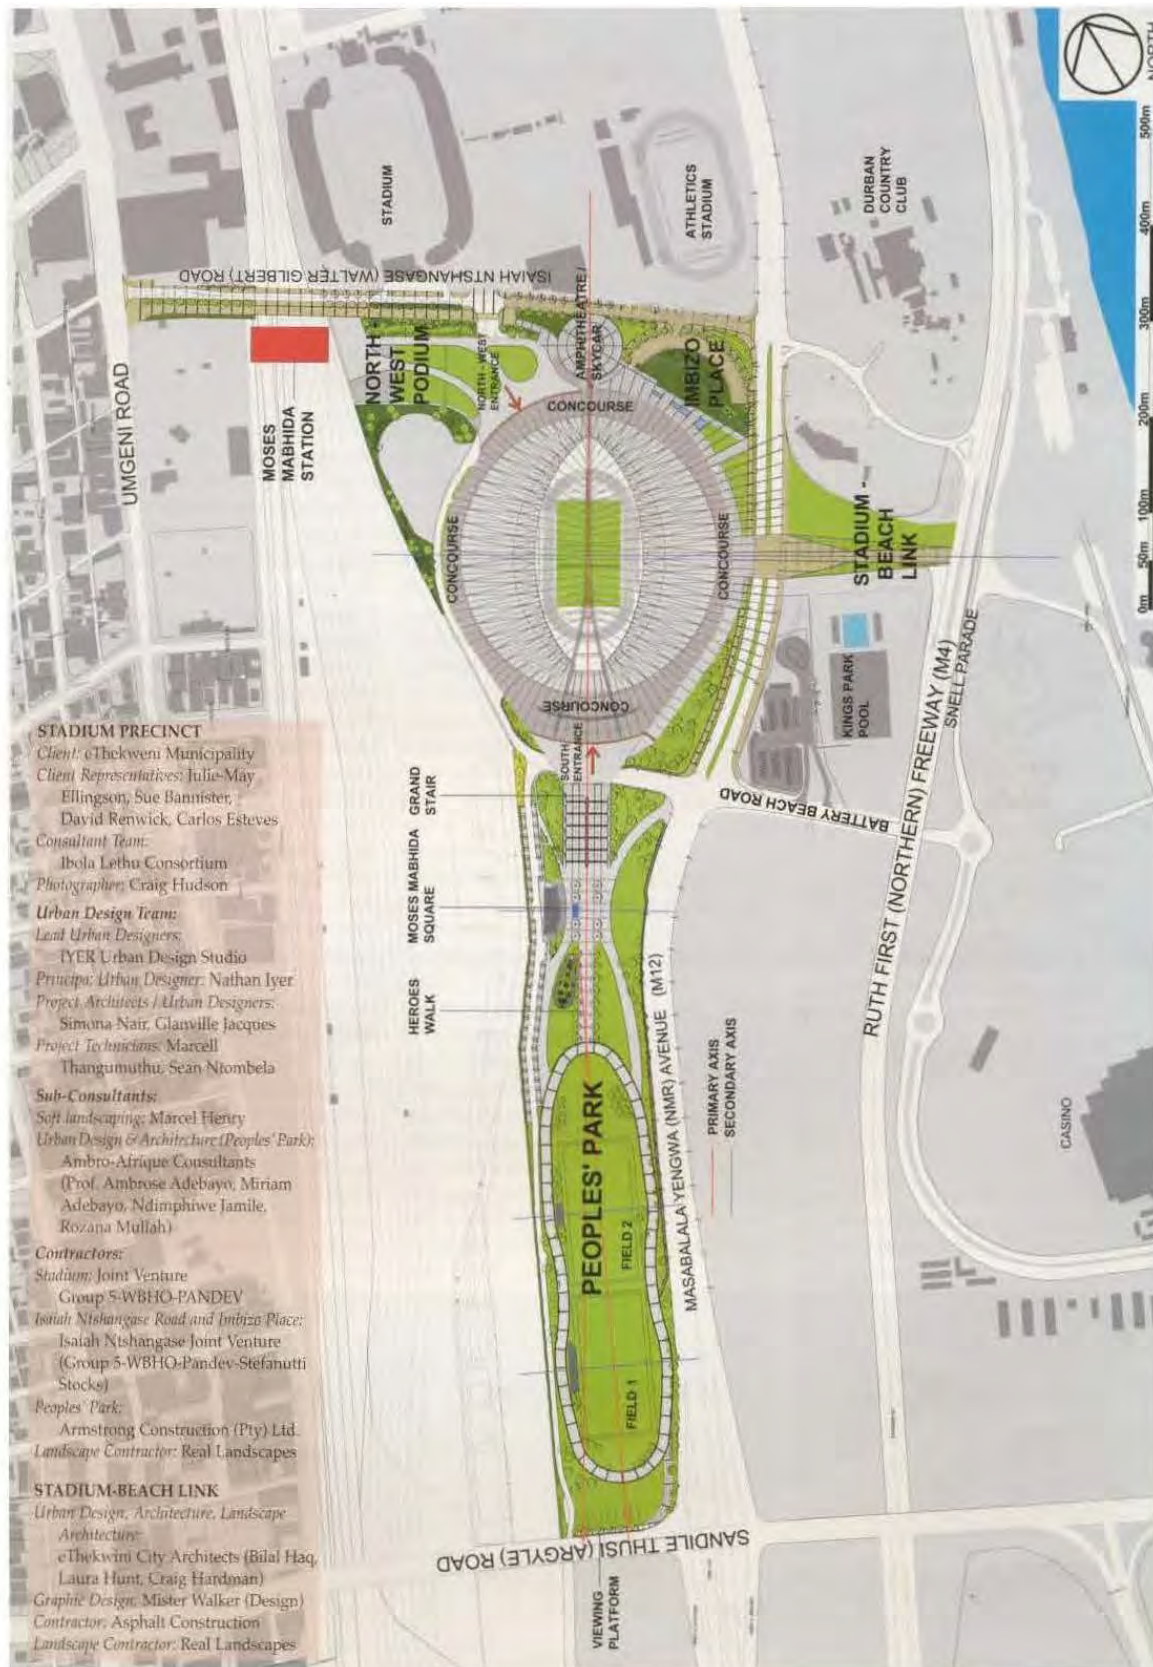 STADIUM PRECINCT
Client: eThekweni Municipality
Client Representatives: Julie-May
Ellingson, Sue Bannister,
David Renwick, Carlos Esteves
Consultant Team:
Ibola Lethu Consortium
Photographer: Craig Hudson
Urban Design Team:
Lead Urban Designers:
IYER Urban Design Studio
Principa: Urban Designer: Nathan Iyer
Project Architects / Urban Designers:
Simona Nair, Glanville Jacques
Project Technicians: Marcell
Thangumuthu, Sean Ntombela
Sub-Consultants:
Soft landscaping: Marcel Henry
Urban Design & Architecture (Peoples' Park):
Ambro-Afrique Consultants
(Prof. Ambrose Adebayo, Miriam
Adebayo, Ndimphiwe Jamile,
Rozana Mullah)
Contractors:
Stadium: Joint Venture
Group 5-WBHO-PANDEV
Isaiah Ntshangase Road and Imbizo Place:
Isaiah Ntshangase Joint Venture
(Group 5-WBHO-Pandev-Stefanutti
Stocks)
Peoples' Park:
Armstrong Construction (Pty) Ltd.
Landscape Contractor: Real Landscapes
STADIUM-BEACH LINK
Urban Design, Architecture, Landscape
Architecture:
eThekwini City Architects (Bilal Haq,
Laura Hunt, Craig Hardman)
Graphic Design: Mister Walker (Design)
Contractor: Asphalt Construction
Landscape Contractor: Real Landscapes
UMGENI ROAD
MOSES
MABHIDA
STATION
STADIUM
ISAIAH NTSHANGASE (WALTER GILBERT) ROAD
NORTH -
WEST
PODIUM
NORTH - WEST
ENTRANCE
AMPHITHEATRE /
SKYCAR
ATHLETICS
STADIUM
IMBIZO
PLACE
DURBAN
COUNTRY
CLUB
CONCOURSE
CONCOURSE
CONCOURSE
CONCOURSE
STADIUM -
BEACH
LINK
KINGS PARK
POOL
SOUTH
ENTRANCE
GRAND
STAIR
MOSES MABHIDA
SQUARE
HEROES
WALK
BATTERY BEACH ROAD
RUTH FIRST (NORTHERN) FREEWAY (M4)
SNELL PARADE
PEOPLES' PARK
FIELD 2
FIELD 1
MASABALALA YENGWA (NMR) AVENUE (M12)
PRIMARY AXIS
SECONDARY AXIS
CASINO
SANDILE THUSI (ARGYLE) ROAD
VIEWING
PLATFORM
0m 50m 100m 200m 300m 400m 500m
NORTH